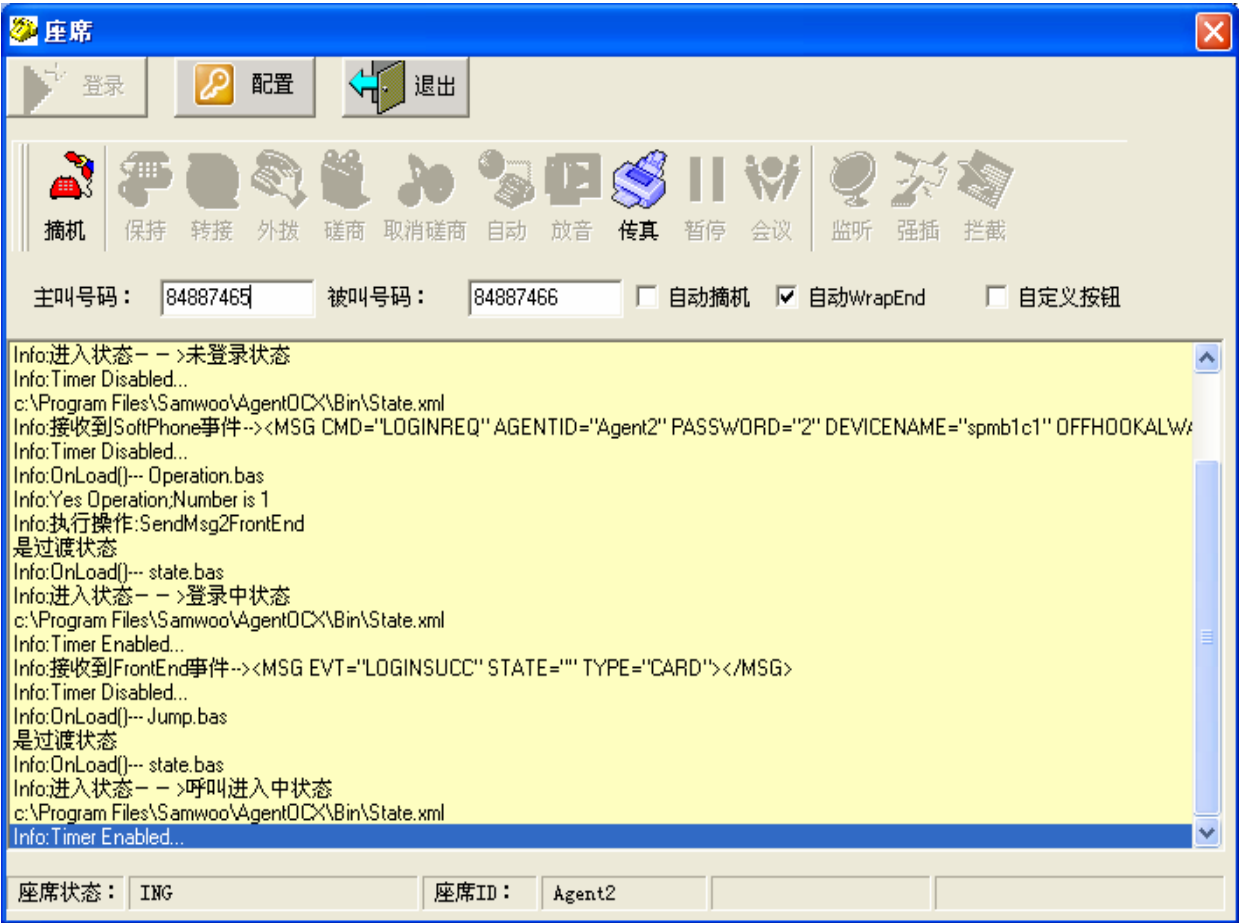 座席
登录 配置 退出
摘机 保持 转接 外拨 磋商 取消磋商 自动 放音 传真 暂停 会议 监听 强插 拦截
主叫号码： 84887465 被叫号码： 84887466 自动摘机 自动WrapEnd 自定义按钮
Info:进入状态－－>未登录状态
Info:Timer Disabled...
c:\Program Files\Samwoo\AgentOCX\Bin\State.xml
Info:接收到SoftPhone事件--><MSG CMD="LOGINREQ" AGENTID="Agent2" PASSWORD="2" DEVICENAME="spmb1c1" OFFHOOKALWA
Info:Timer Disabled...
Info:OnLoad()--- Operation.bas
Info:Yes Operation;Number is 1
Info:执行操作:SendMsg2FrontEnd
是过渡状态
Info:OnLoad()--- state.bas
Info:进入状态－－>登录中状态
c:\Program Files\Samwoo\AgentOCX\Bin\State.xml
Info:Timer Enabled...
Info:接收到FrontEnd事件--><MSG EVT="LOGINSUCC" STATE="" TYPE="CARD"></MSG>
Info:Timer Disabled...
Info:OnLoad()--- Jump.bas
是过渡状态
Info:OnLoad()--- state.bas
Info:进入状态－－>呼叫进入中状态
c:\Program Files\Samwoo\AgentOCX\Bin\State.xml
Info:Timer Enabled...
座席状态： ING 座席ID： Agent2